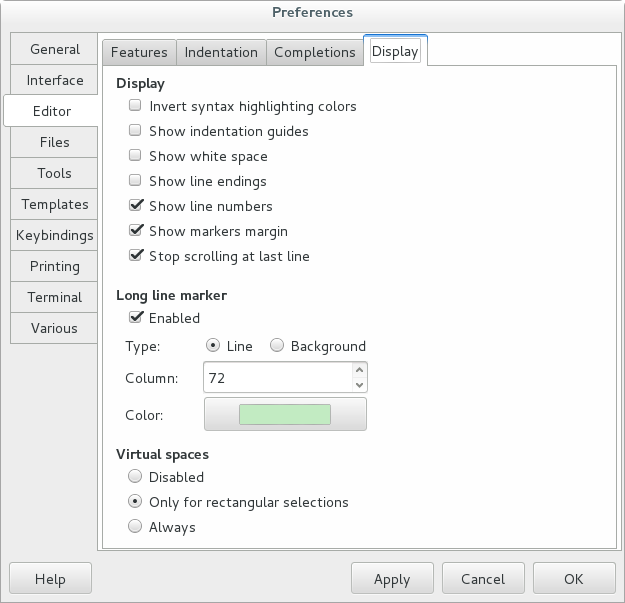 Preferences
General
Interface
Editor
Files
Tools
Templates
Keybindings
Printing
Terminal
Various
Features
Indentation
Completions
Display
Display
Invert syntax highlighting colors
Show indentation guides
Show white space
Show line endings
Show line numbers
Show markers margin
Stop scrolling at last line
Long line marker
Enabled
Type: Line Background
Column: 72
Color:
Virtual spaces
Disabled
Only for rectangular selections
Always
Help Apply Cancel OK